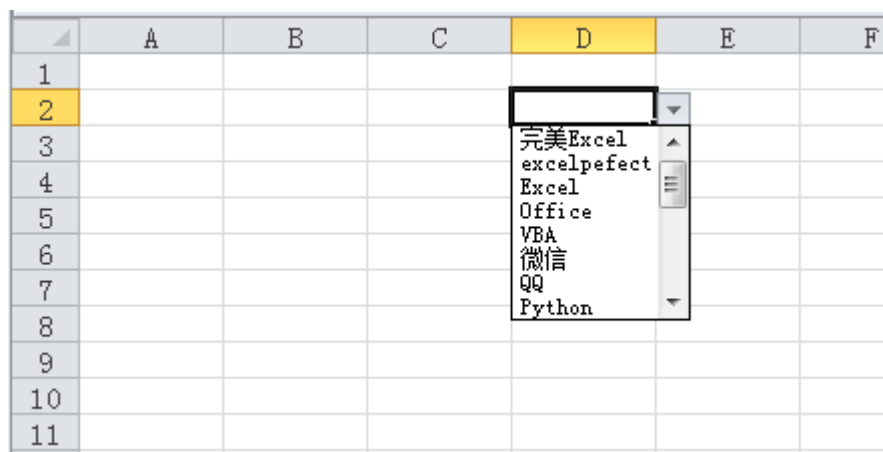 A B C D E F
1
2
3 完美Excel
excelpefect
4 Excel
5 Office
VBA
6 微信
7 QQ
Python
8
9
10
11